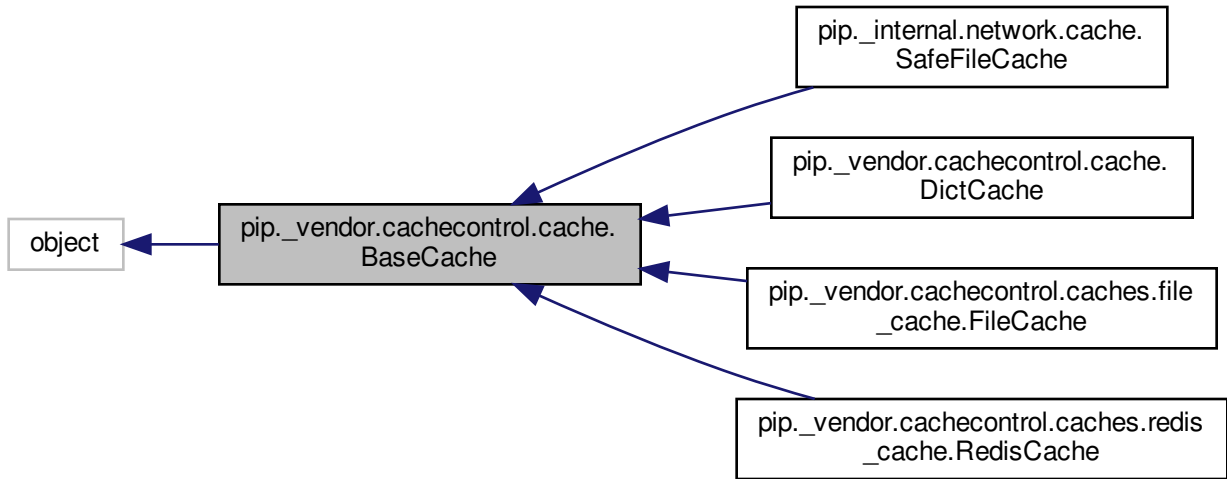 object
pip._vendor.cachecontrol.cache.
BaseCache
pip._internal.network.cache.
SafeFileCache
pip._vendor.cachecontrol.cache.
DictCache
pip._vendor.cachecontrol.caches.file
_cache.FileCache
pip._vendor.cachecontrol.caches.redis
_cache.RedisCache